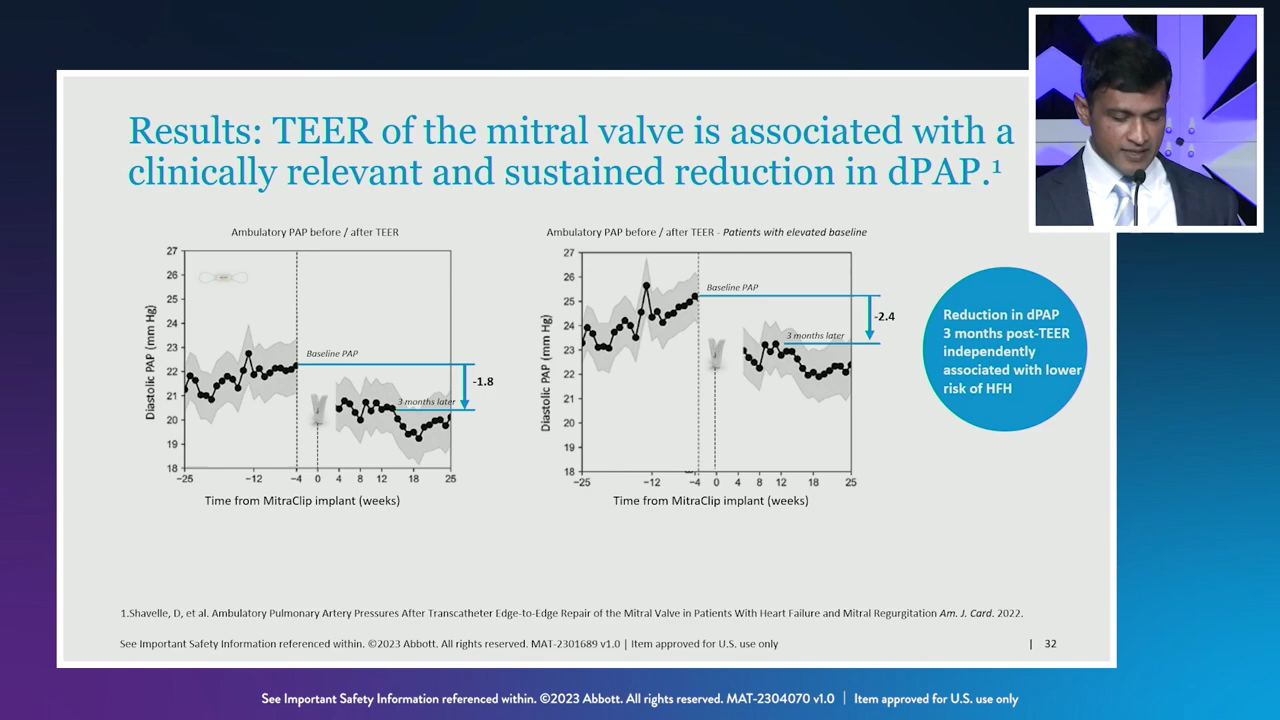 Results: TEER of the mitral valve is associated with a
clinically relevant and sustained reduction in dPAP.¹
Ambulatory PAP before / after TEER
Diastolic PAP (mm Hg)
27
26
25
24
23
22
21
20
19
18
Baseline PAP
3 months later
-1.8
−25
−12
−4
0
4
8
12
18
25
Time from MitraClip implant (weeks)
Ambulatory PAP before / after TEER - Patients with elevated baseline
Diastolic PAP (mm Hg)
27
26
25
24
23
22
21
20
19
18
Baseline PAP
3 months later
-2.4
−25
−12
−4
0
4
8
12
18
25
Time from MitraClip implant (weeks)
Reduction in dPAP
3 months post-TEER
independently
associated with lower
risk of HFH
1.Shavelle, D, et al. Ambulatory Pulmonary Artery Pressures After Transcatheter Edge-to-Edge Repair of the Mitral Valve in Patients With Heart Failure and Mitral Regurgitation Am. J. Card. 2022.
See Important Safety Information referenced within. ©2023 Abbott. All rights reserved. MAT-2301689 v1.0 | Item approved for U.S. use only
| 32
See Important Safety Information referenced within. ©2023 Abbott. All rights reserved. MAT-2304070 v1.0 | Item approved for U.S. use only